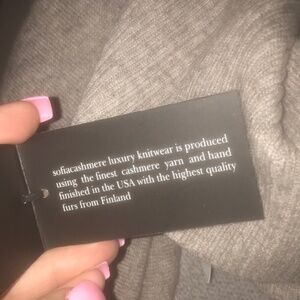 sofiacashmere luxury knitwear is produced
using the finest cashmere yarn and hand
finished in the USA with the highest quality
furs from Finland